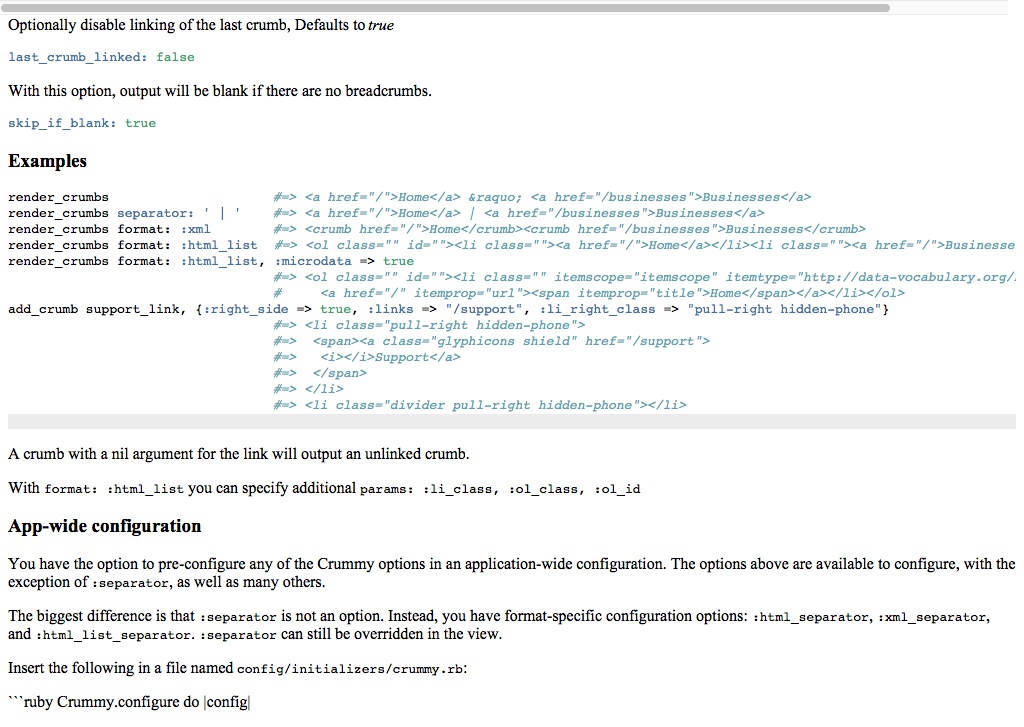 Optionally disable linking of the last crumb, Defaults to true
last_crumb_linked: false
With this option, output will be blank if there are no breadcrumbs.
skip_if_blank: true
Examples
render_crumbs                     #=> <a href="/">Home</a> &raquo; <a href="/businesses">Businesses</a>
render_crumbs separator: ' | '    #=> <a href="/">Home</a> | <a href="/businesses">Businesses</a>
render_crumbs format: :xml        #=> <crumb href="/">Home</crumb><crumb href="/businesses">Businesses</crumb>
render_crumbs format: :html_list  #=> <ol class="" id=""><li class=""><a href="/">Home</a></li><li class=""><a href="/">Businesse
render_crumbs format: :html_list, :microdata => true
                                  #=> <ol class="" id=""><li class="" itemscope="itemscope" itemtype="http://data-vocabulary.org/
                                  #     <a href="/" itemprop="url"><span itemprop="title">Home</span></a></li></ol>
add_crumb support_link, {:right_side => true, :links => "/support", :li_right_class => "pull-right hidden-phone"}
                                  #=> <li class="pull-right hidden-phone">
                                  #=>  <span><a class="glyphicons shield" href="/support">
                                  #=>   <i></i>Support</a>
                                  #=>  </span>
                                  #=> </li>
                                  #=> <li class="divider pull-right hidden-phone"></li>
A crumb with a nil argument for the link will output an unlinked crumb.
With format: :html_list you can specify additional params: :li_class, :ol_class, :ol_id
App-wide configuration
You have the option to pre-configure any of the Crummy options in an application-wide configuration. The options above are available to configure, with the
exception of :separator, as well as many others.
The biggest difference is that :separator is not an option. Instead, you have format-specific configuration options: :html_separator, :xml_separator,
and :html_list_separator. :separator can still be overridden in the view.
Insert the following in a file named config/initializers/crummy.rb:
```ruby Crummy.configure do |config|